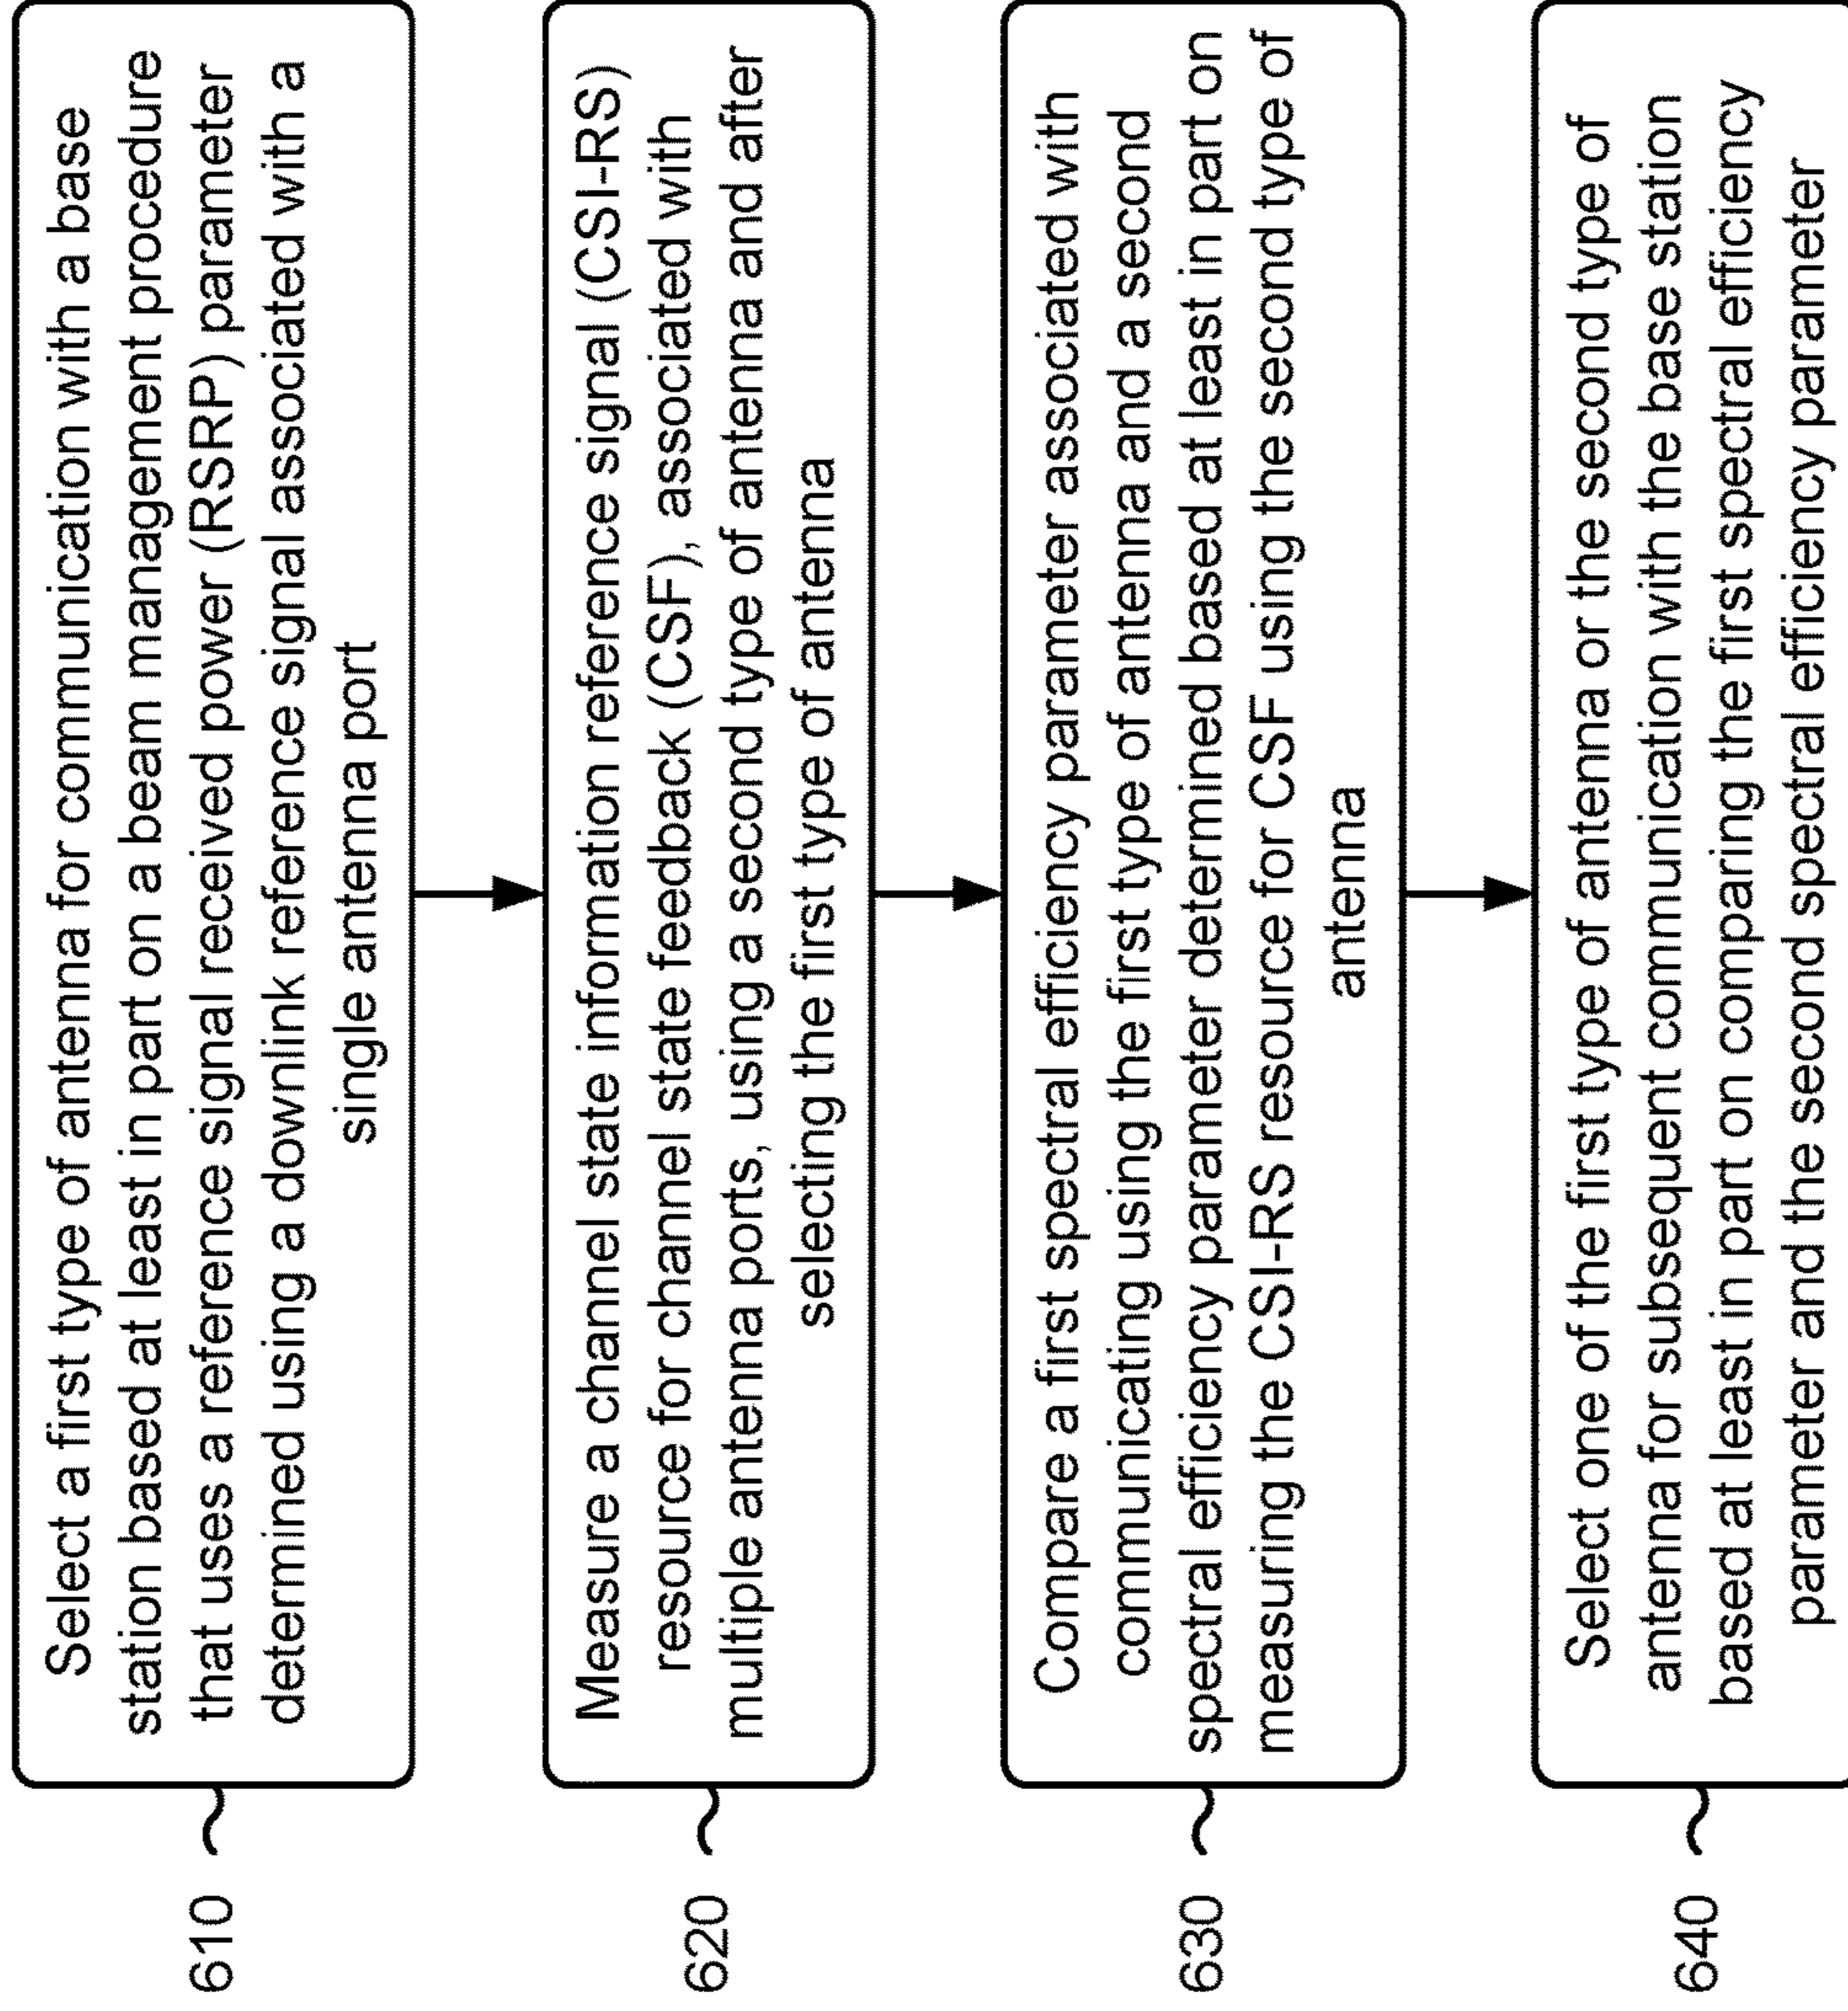 610
Select a first type of antenna for communication with a base
station based at least in part on a beam management procedure
that uses a reference signal received power (RSRP) parameter
determined using a downlink reference signal associated with a
single antenna port
620
Measure a channel state information reference signal (CSI-RS)
resource for channel state feedback (CSF), associated with
multiple antenna ports, using a second type of antenna and after
selecting the first type of antenna
630
Compare a first spectral efficiency parameter associated with
communicating using the first type of antenna and a second
spectral efficiency parameter determined based at least in part on
measuring the CSI-RS resource for CSF using the second type of
antenna
640
Select one of the first type of antenna or the second type of
antenna for subsequent communication with the base station
based at least in part on comparing the first spectral efficiency
parameter and the second spectral efficiency parameter